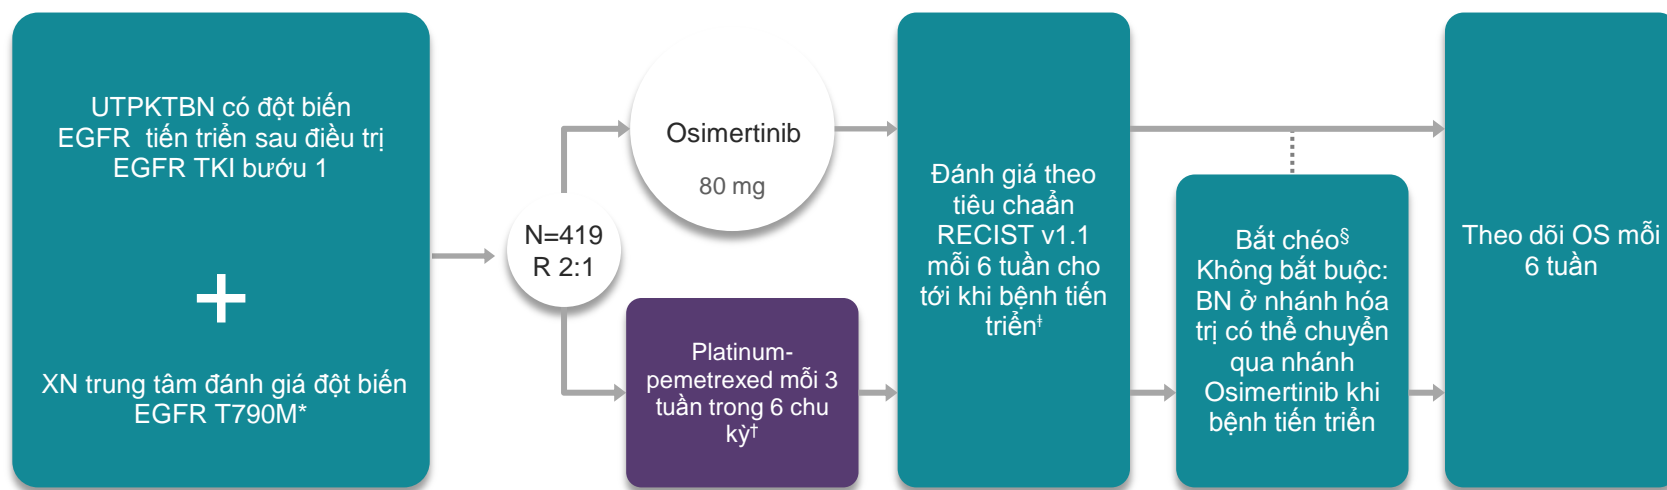 UTPKTBN có đột biến
EGFR tiến triển sau điều trị
EGFR TKI bướu 1
+
XN trung tâm đánh giá đột biến
EGFR T790M*
N=419
R 2:1
Osimertinib
80 mg
Platinum-
pemetrexed mỗi 3
tuần trong 6 chu
kỳ†
Đánh giá theo
tiêu chaẩn
RECIST v1.1
mỗi 6 tuần cho
tới khi bệnh tiến
triển‡
Bắt chéo§
Không bắt buộc:
BN ở nhánh hóa
trị có thể chuyển
qua nhánh
Osimertinib khi
bệnh tiến triển
Theo dõi OS mỗi
6 tuần